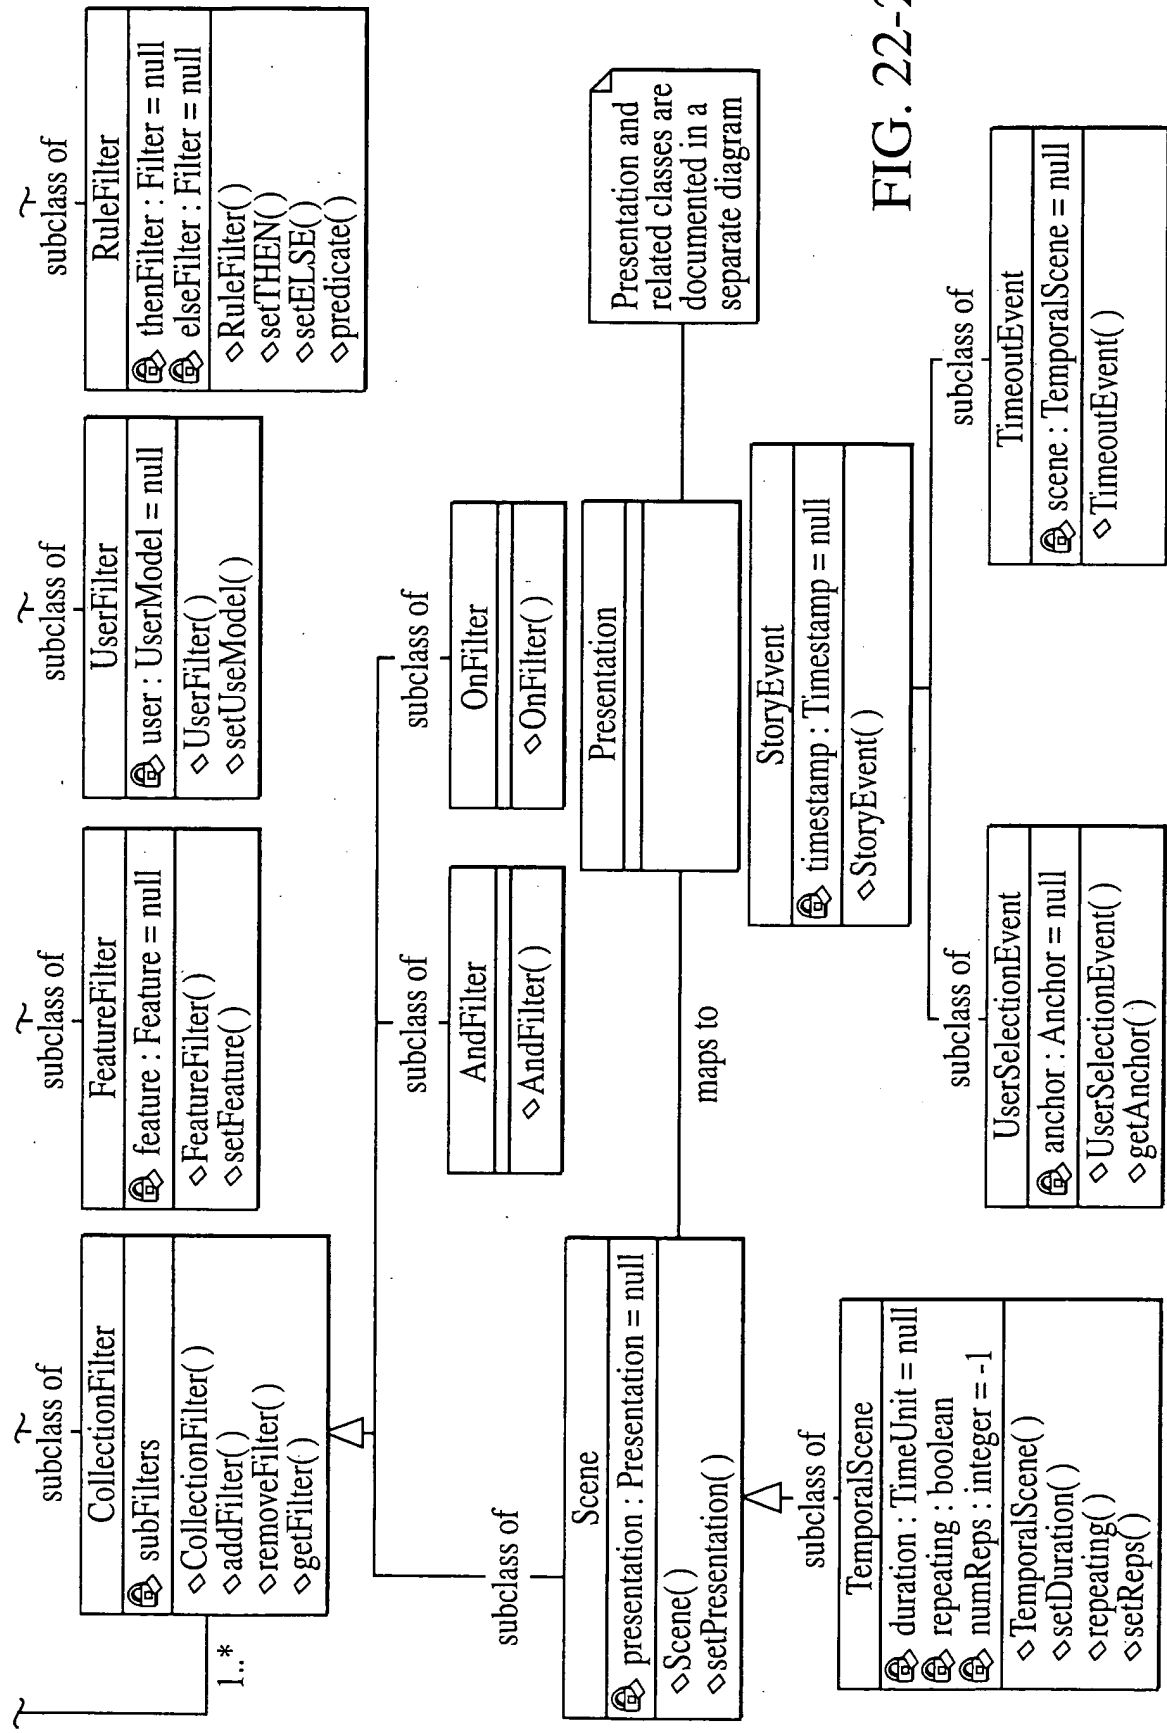 subclass of
CollectionFilter
subFilters
CollectionFilter( )
addFilter( )
removeFilter( )
getFilter( )
1..*
subclass of
FeatureFilter
feature : Feature = null
FeatureFilter( )
setFeature( )
subclass of
UserFilter
user : UserModel = null
UserFilter( )
setUseModel( )
subclass of
RuleFilter
thenFilter : Filter = null
elseFilter : Filter = null
RuleFilter( )
setTHEN( )
setELSE( )
predicate( )
subclass of
Scene
presentation : Presentation = null
Scene( )
setPresentation( )
subclass of
AndFilter
AndFilter( )
subclass of
OnFilter
OnFilter( )
maps to
Presentation
Presentation and
related classes are
documented in a
separate diagram
subclass of
TemporalScene
duration : TimeUnit = null
repeating : boolean
numReps : integer = -1
TemporalScene( )
setDuration( )
repeating( )
setReps( )
StoryEvent
timestamp : Timestamp = null
StoryEvent( )
subclass of
UserSelectionEvent
anchor : Anchor = null
UserSelectionEvent( )
getAnchor( )
subclass of
TimeoutEvent
scene : TemporalScene = null
TimeoutEvent( )
FIG. 22-2